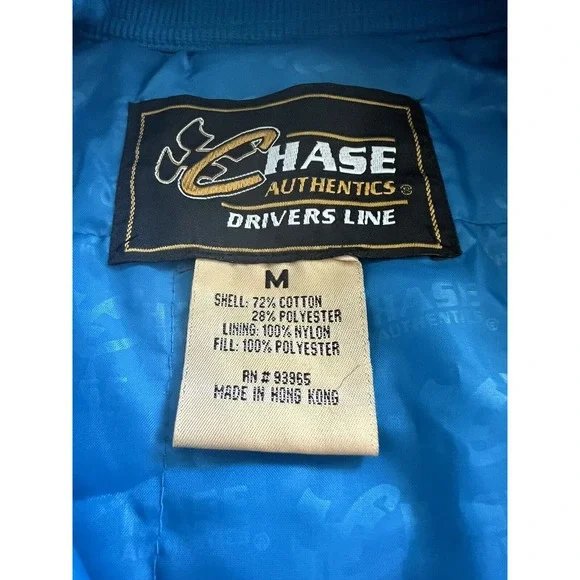 CHASE
AUTHENTICS®
DRIVERS LINE
M
SHELL: 72% COTTON
28% POLYESTER
LINING: 100% NYLON
FILL: 100% POLYESTER
RN # 93965
MADE IN HONG KONG
CHASE
AUTHENTICS®